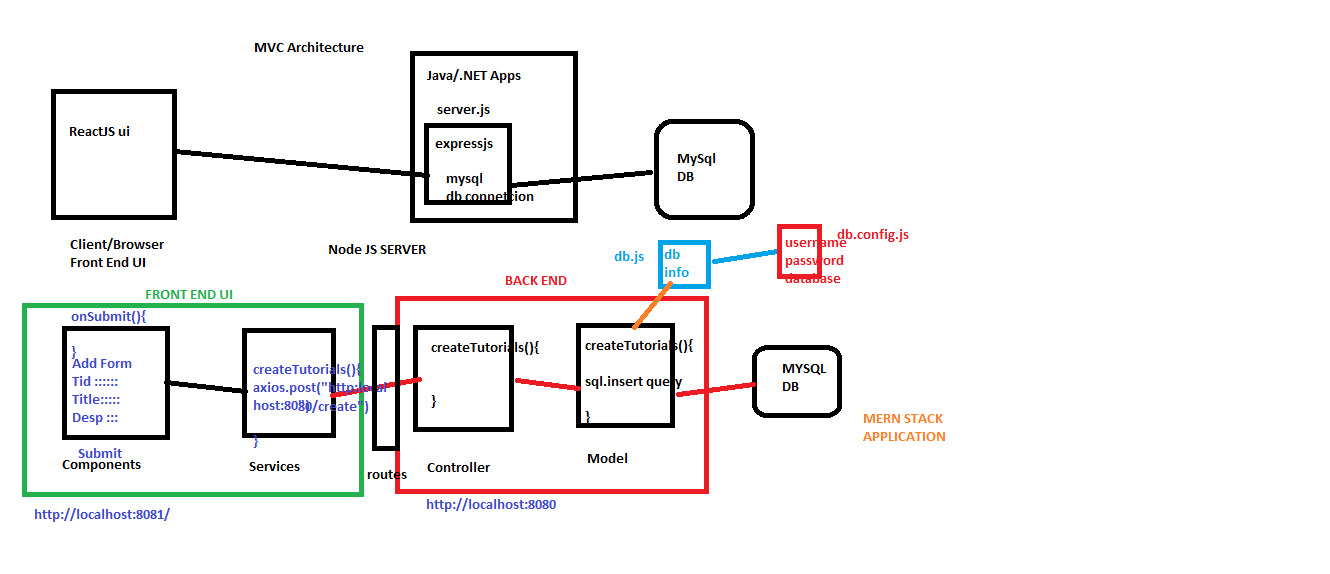 MVC Architecture
Java/.NET Apps
server.js
ReactJS ui
expressjs
mysql
db connetcion
MySql
DB
Client/Browser
Front End UI
Node JS SERVER
db.js
db
info
username
password
database
db.config.js
FRONT END UI
BACK END
onSubmit(){
}
Add Form
Tid ::::::
Title:::::
Desp :::
Submit
Components
createTutorials(){
axios.post("http:local
host:8080/create")
}
Services
routes
createTutorials(){
}
Controller
createTutorials(){
sql.insert query
}
Model
MYSQL
DB
MERN STACK
APPLICATION
http://localhost:8081/
http://localhost:8080